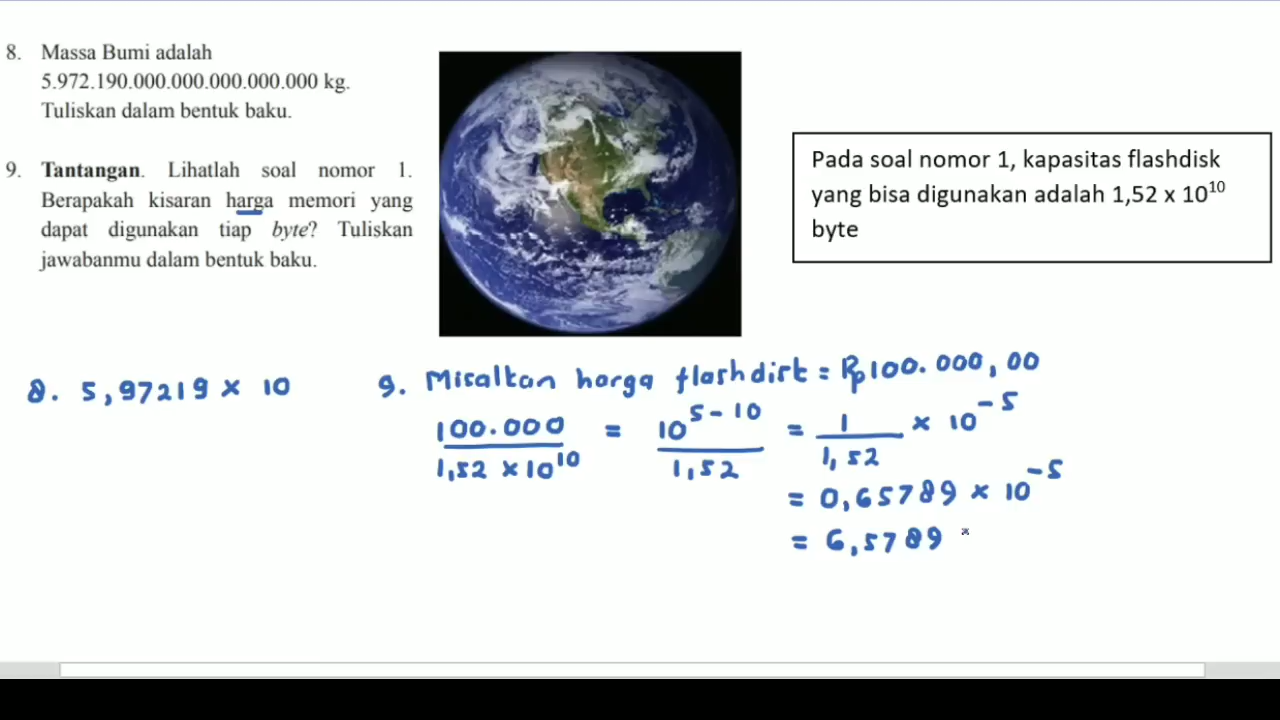 8. Massa Bumi adalah
5.972.190.000.000.000.000.000 kg.
Tuliskan dalam bentuk baku.
9. Tantangan. Lihatlah soal nomor 1.
Berapakah kisaran harga memori yang
dapat digunakan tiap byte? Tuliskan
jawabanmu dalam bentuk baku.
Pada soal nomor 1, kapasitas flashdisk
yang bisa digunakan adalah 1,52 x 10¹⁰
byte
8. 5,97219 × 10
9. Misalkan harga flashdisk = Rp100.000,00
100.000 / 1,52 × 10¹⁰ = 10⁵⁻¹⁰ / 1,52 = 1 / 1,52 × 10⁻⁵
= 0,65789 × 10⁻⁵
= 6,5789 ×